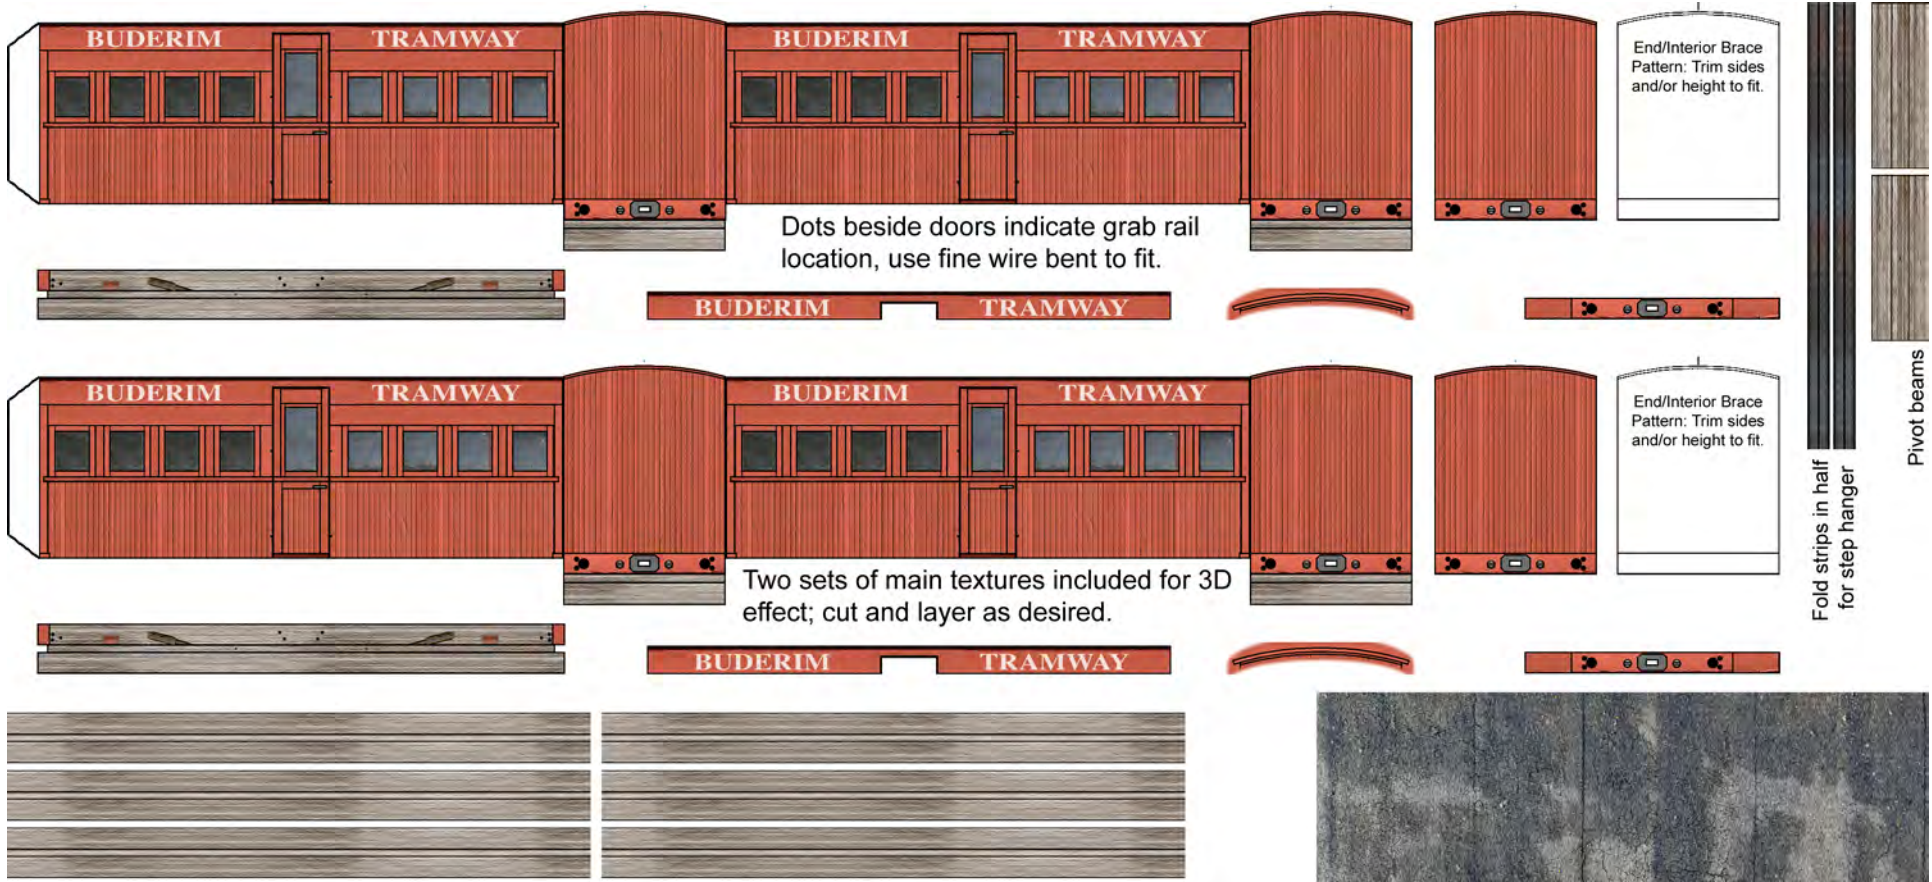 BUDERIM TRAMWAY BUDERIM TRAMWAY
End/Interior Brace
Pattern: Trim sides
and/or height to fit.
Dots beside doors indicate grab rail
location, use fine wire bent to fit.
BUDERIM TRAMWAY
BUDERIM TRAMWAY BUDERIM TRAMWAY
End/Interior Brace
Pattern: Trim sides
and/or height to fit.
Two sets of main textures included for 3D
effect; cut and layer as desired.
BUDERIM TRAMWAY
Fold strips in half
for step hanger
Pivot beams